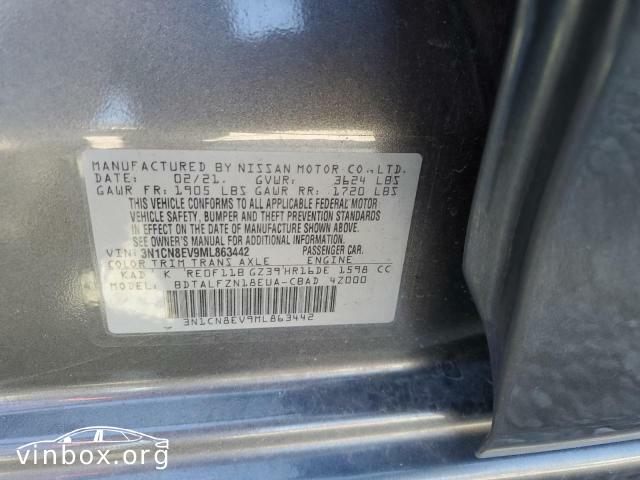 MANUFACTURED BY NISSAN MOTOR CO.,LTD.
DATE: 02/21. GVWR: 3624 LBS
GAWR FR: 1905 LBS GAWR RR: 1720 LBS
THIS VEHICLE CONFORMS TO ALL APPLICABLE FEDERAL MOTOR
VEHICLE SAFETY, BUMPER AND THEFT PREVENTION STANDARDS
IN EFFECT ON THE DATE OF MANUFACTURE SHOWN ABOVE.
SEE OWNER'S MANUAL FOR ADDITIONAL INFORMATION
VIN: 3N1CN8EV9ML863442 PASSENGER CAR.
COLOR TRIM TRANS AXLE ENGINE
KAD K RE0F11B GZ39 HR16DE 1598 CC
MODEL: BDTALFZN18EUA-CBAD 4Z000
3N1CN8EV9ML863442
vinbox.org